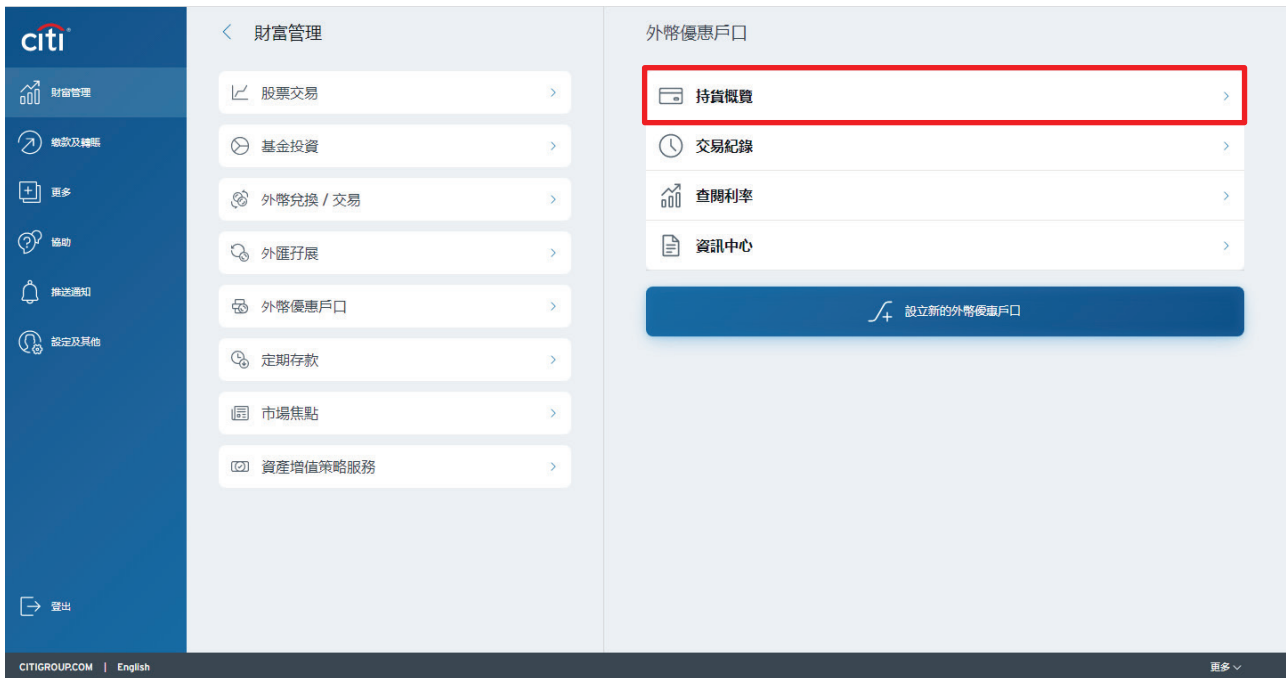 citi
財富管理
繳款及轉賬
更多
協助
推送通知
設定及其他
登出
財富管理
股票交易
基金投資
外幣兌換 / 交易
外匯孖展
外幣優惠戶口
定期存款
市場焦點
資產增值策略服務
外幣優惠戶口
持貨概覽
交易紀錄
查閱利率
資訊中心
設立新的外幣優惠戶口
CITIGROUP.COM | English
更多